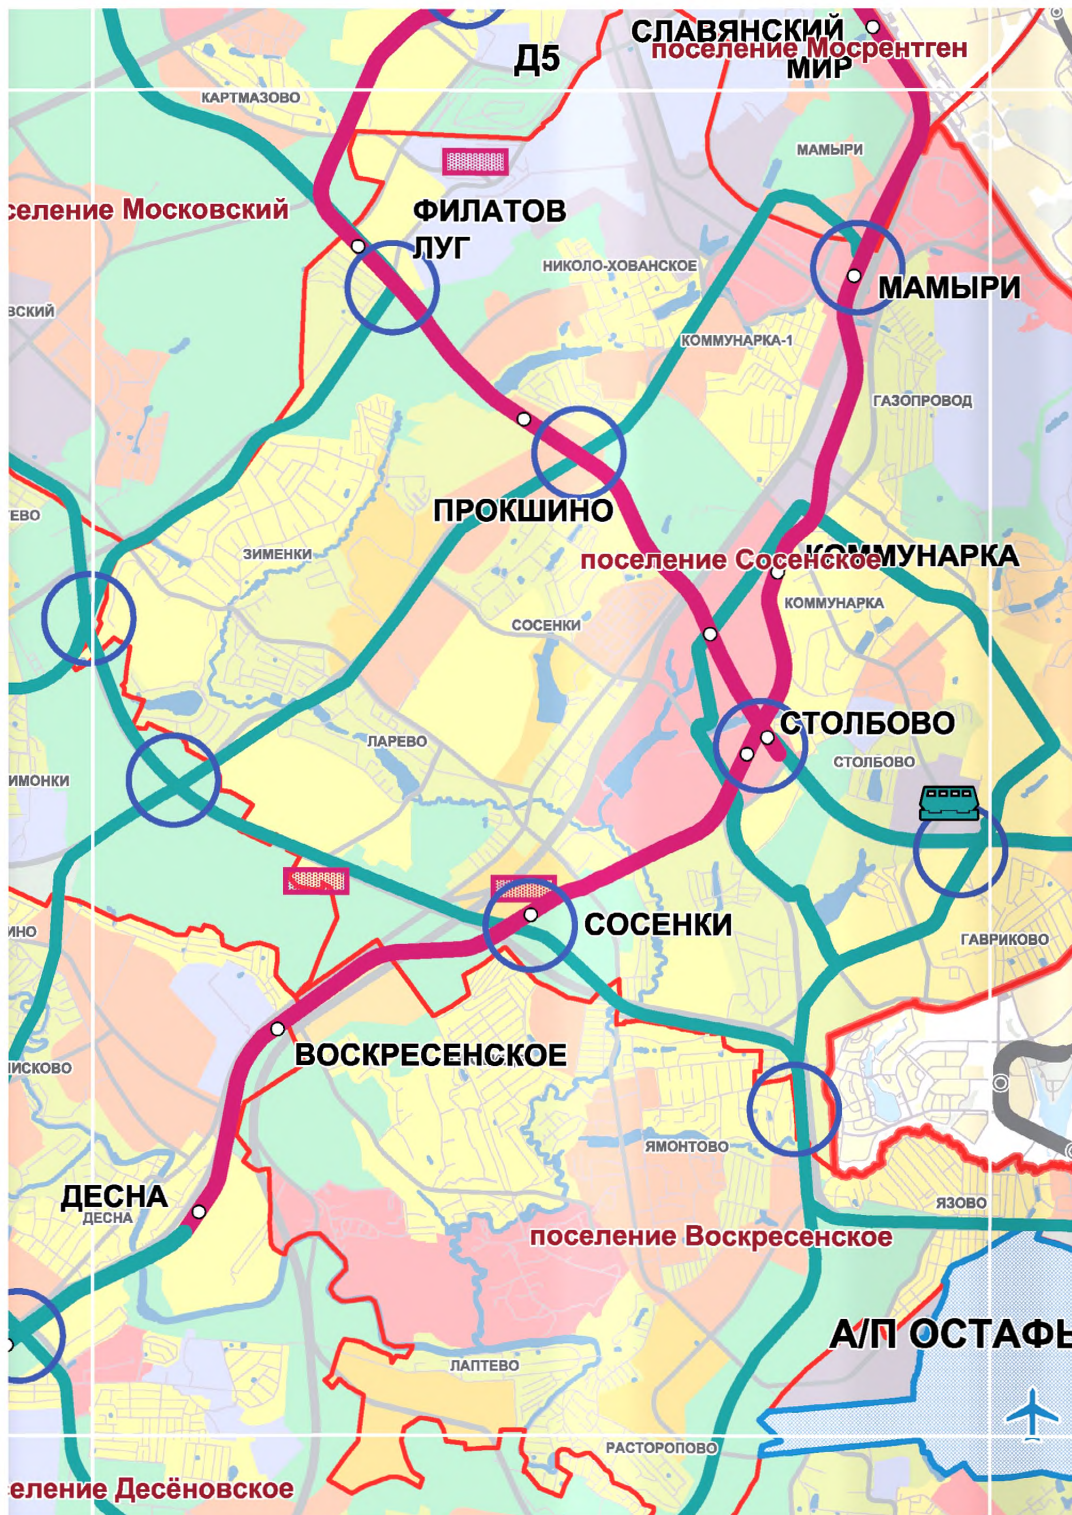 СЛАВЯНСКИЙ
МИР
поселение Мосрентген
Д5
КАРТМАЗОВО
МАМЫРИ
селение Московский
ФИЛАТОВ
ЛУГ
НИКОЛО-ХОВАНСКОЕ
МАМЫРИ
ВСКИЙ
КОММУНАРКА-1
ГАЗОПРОВОД
ПРОКШИНО
ТЕВО
ЗИМЕНКИ
поселение Сосенское
КОММУНАРКА
КОММУНАРКА
СОСЕНКИ
СТОЛБОВО
ЛАРЕВО
СТОЛБОВО
ИМОНКИ
СОСЕНКИ
ИНО
ГАВРИКОВО
ВОСКРЕСЕНСКОЕ
ИСКОВО
ЯМОНТОВО
ДЕСНА
ДЕСНА
ЯЗОВО
поселение Воскресенское
А/П ОСТАФЬ
ЛАПТЕВО
РАСТОРОПОВО
еление Десёновское